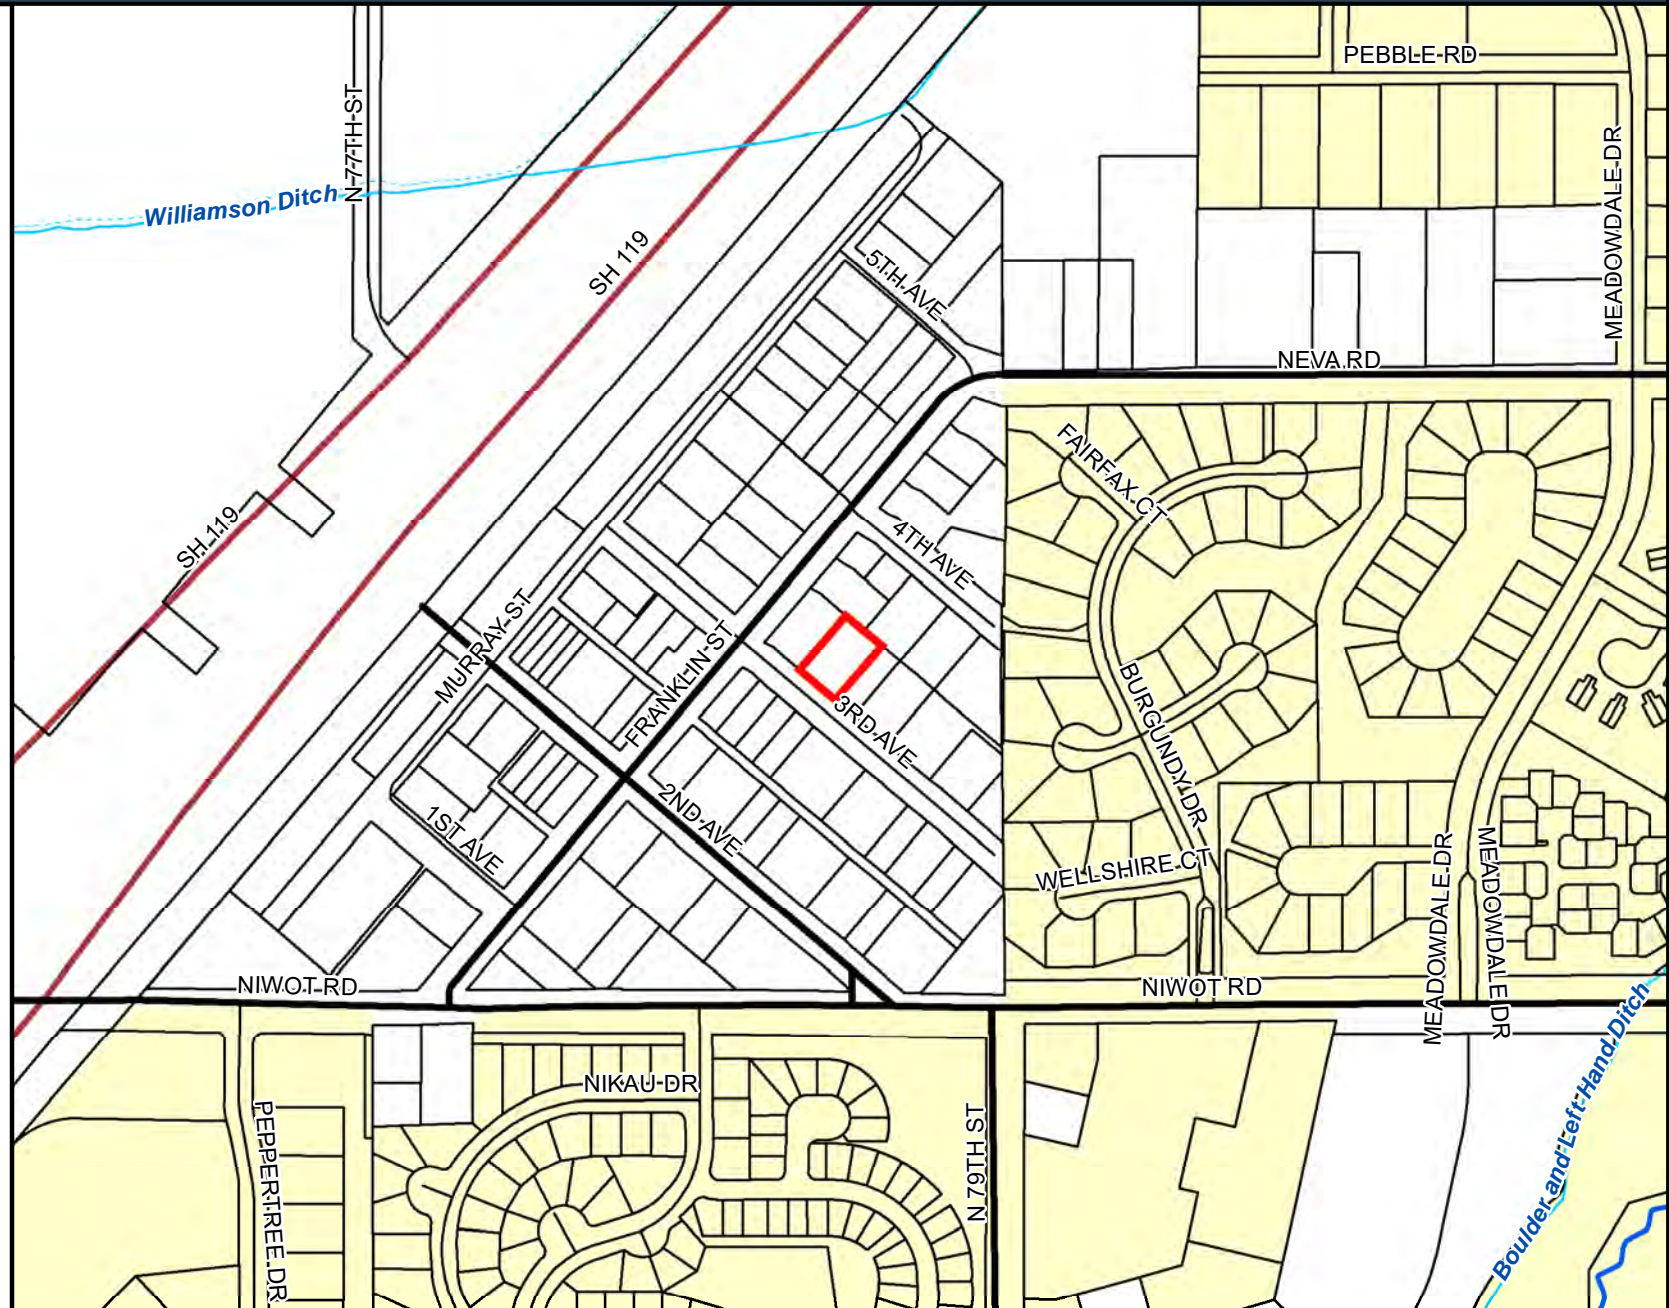 PEBBLE RD
N 77TH ST
MEADOWDALE DR
Williamson Ditch
SH 119
5TH AVE
NEVA RD
FAIRFAX CT
SH 119
4TH AVE
MURRAY ST
FRANKLIN ST
BURGUNDY DR
3RD AVE
1ST AVE
2ND AVE
WELLSHIRE CT
MEADOWDALE DR
MEADOWDALE DR
NIWOT RD
NIWOT RD
Boulder and Left Hand Ditch
NIKAU DR
PEPPERTREE DR
N 79TH ST